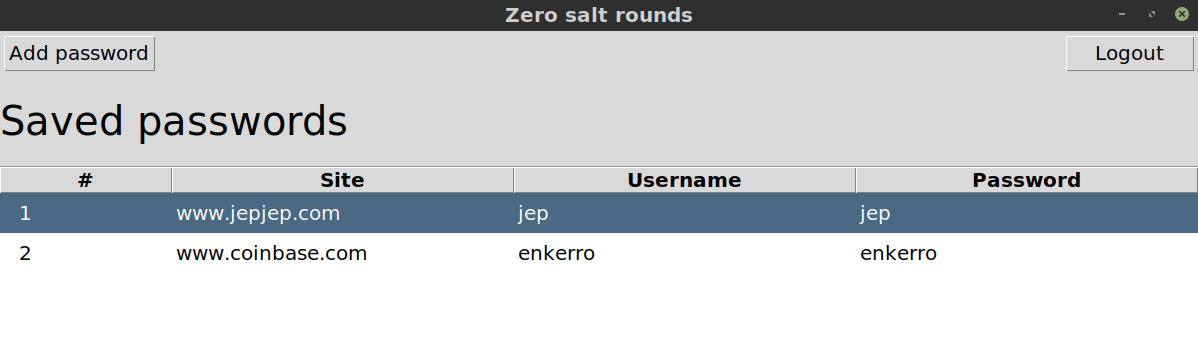 Zero salt rounds
Add password Logout
Saved passwords
# Site Username Password
1 www.jepjep.com jep jep
2 www.coinbase.com enkerro enkerro